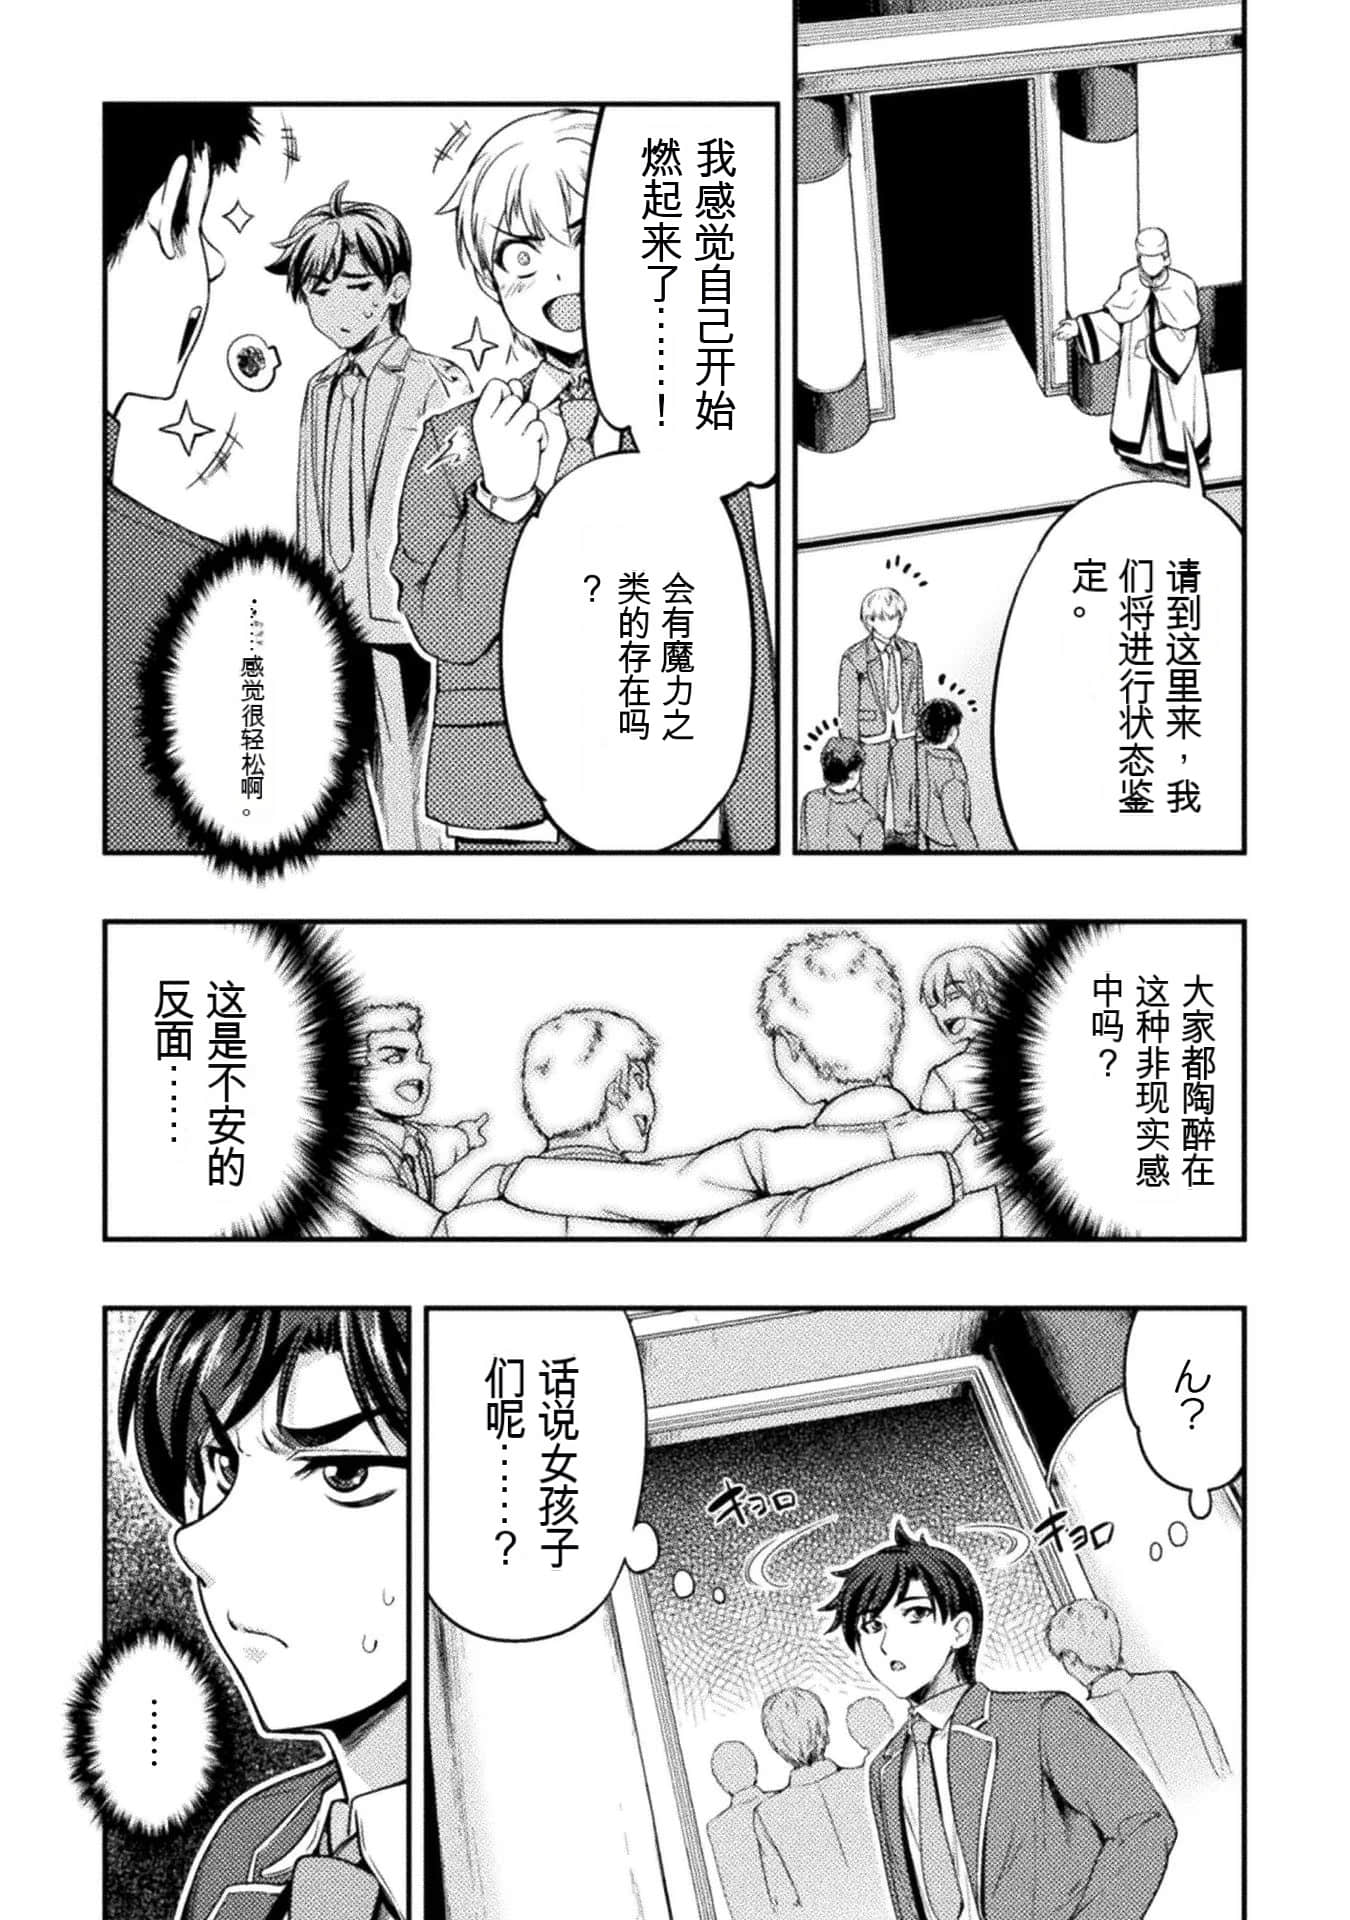 请到这里来，我
们将进行状态鉴
定。
我感觉自己开始
燃起来了……！
会有魔力之
类的存在吗
？
……感觉很轻松啊。
大家都陶醉在
这种非现实感
中吗？
这是不安的
反面……
ん？
キョロ
キョロ
话说女孩子
们呢……？
……